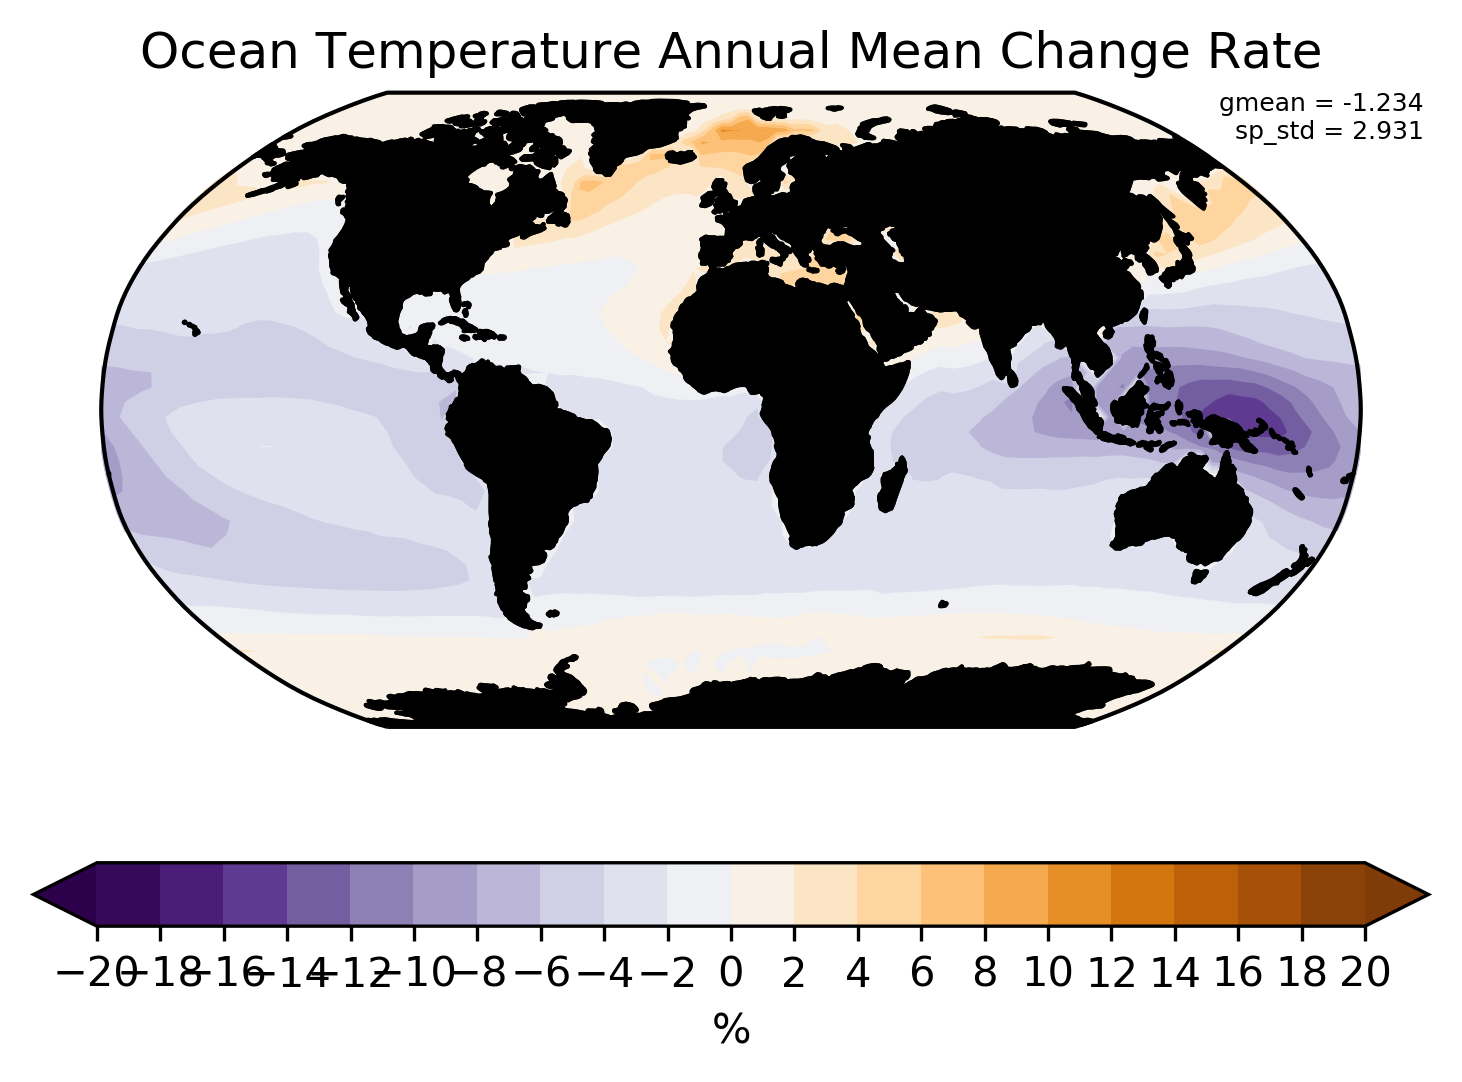 Ocean Temperature Annual Mean Change Rate
gmean = -1.234
sp_std = 2.931
−20 −18 −16 −14 −12 −10 −8 −6 −4 −2 0 2 4 6 8 10 12 14 16 18 20
%